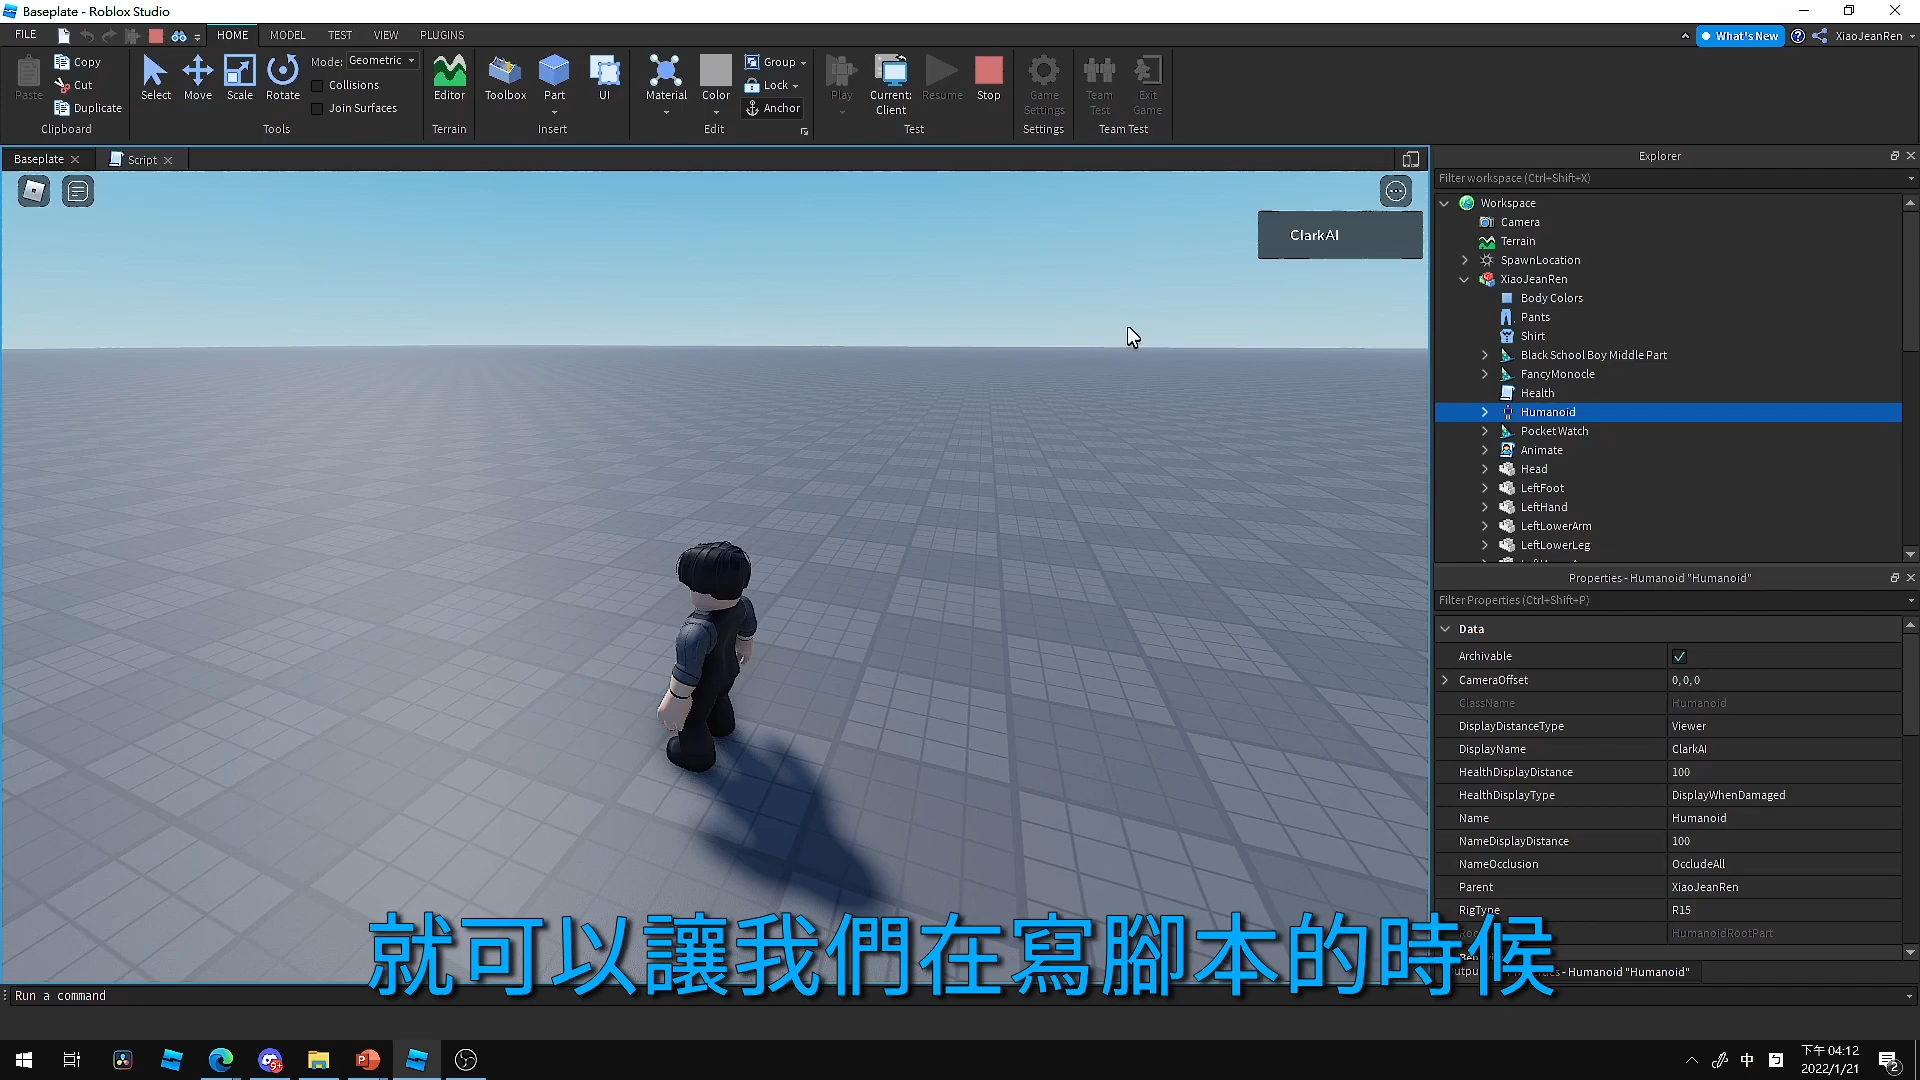 Baseplate - Roblox Studio
FILE HOME MODEL TEST VIEW PLUGINS What's New XiaoJeanRen
Paste Copy Cut Duplicate
Clipboard
Select Move Scale Rotate
Mode: Geometric
Collisions
Join Surfaces
Tools
Editor
Terrain
Toolbox Part UI
Insert
Material Color Group Lock Anchor
Edit
Play Current: Client Resume Stop
Test
Game Settings
Settings
Team Test Exit Game
Team Test
Baseplate Script
ClarkAI
Explorer
Filter workspace (Ctrl+Shift+X)
Workspace
Camera
Terrain
SpawnLocation
XiaoJeanRen
Body Colors
Pants
Shirt
Black School Boy Middle Part
FancyMonocle
Health
Humanoid
Pocket Watch
Animate
Head
LeftFoot
LeftHand
LeftLowerArm
LeftLowerLeg
Properties - Humanoid "Humanoid"
Filter Properties (Ctrl+Shift+P)
Data
Archivable
CameraOffset 0, 0, 0
ClassName Humanoid
DisplayDistanceType Viewer
DisplayName ClarkAI
HealthDisplayDistance 100
HealthDisplayType DisplayWhenDamaged
Name Humanoid
NameDisplayDistance 100
NameOcclusion OccludeAll
Parent XiaoJeanRen
RigType R15
HumanoidRootPart
- Humanoid "Humanoid"
就可以讓我們在寫腳本的時候
Run a command
9+
中
下午 04:12
2022/1/21
2